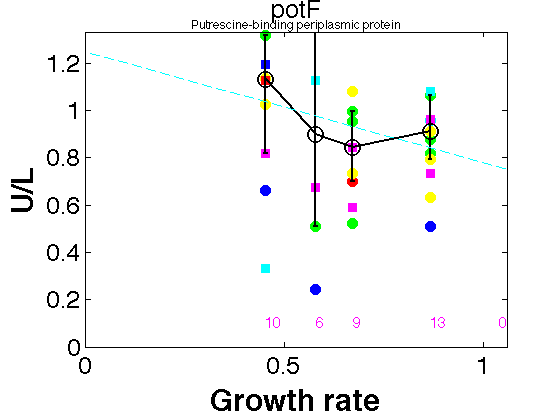 potF
Putrescine-binding periplasmic protein
1.2
1
0.8
0.6
0.4
0.2
0
U/L
10 6 9 13 0
0 0.5 1
Growth rate